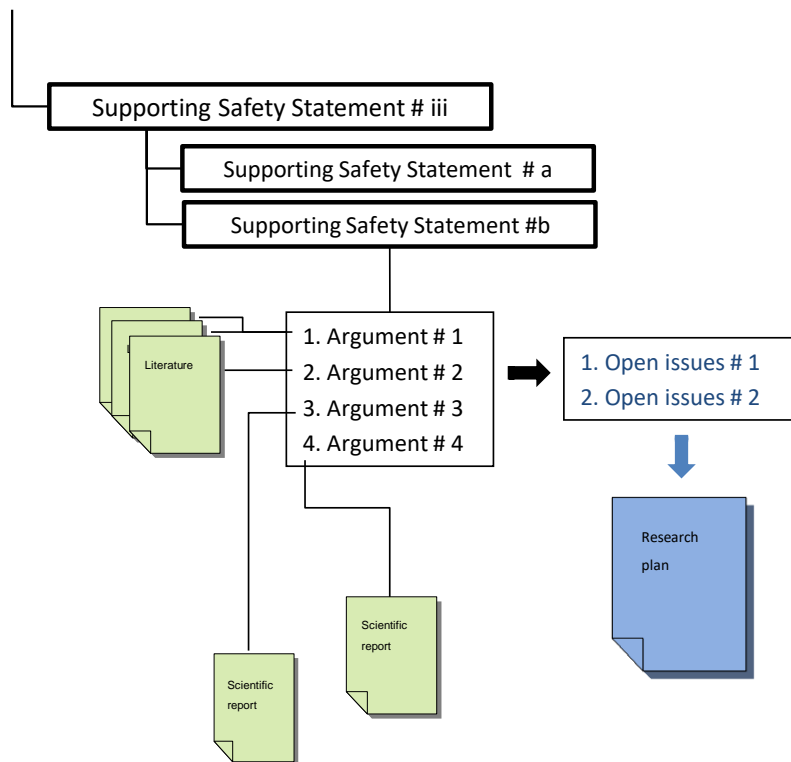 Supporting Safety Statement # iii
Supporting Safety Statement # a
Supporting Safety Statement #b
1. Argument # 1
2. Argument # 2
3. Argument # 3
4. Argument # 4
Literature
1. Open issues # 1
2. Open issues # 2
Research
plan
Scientific
report
Scientific
report